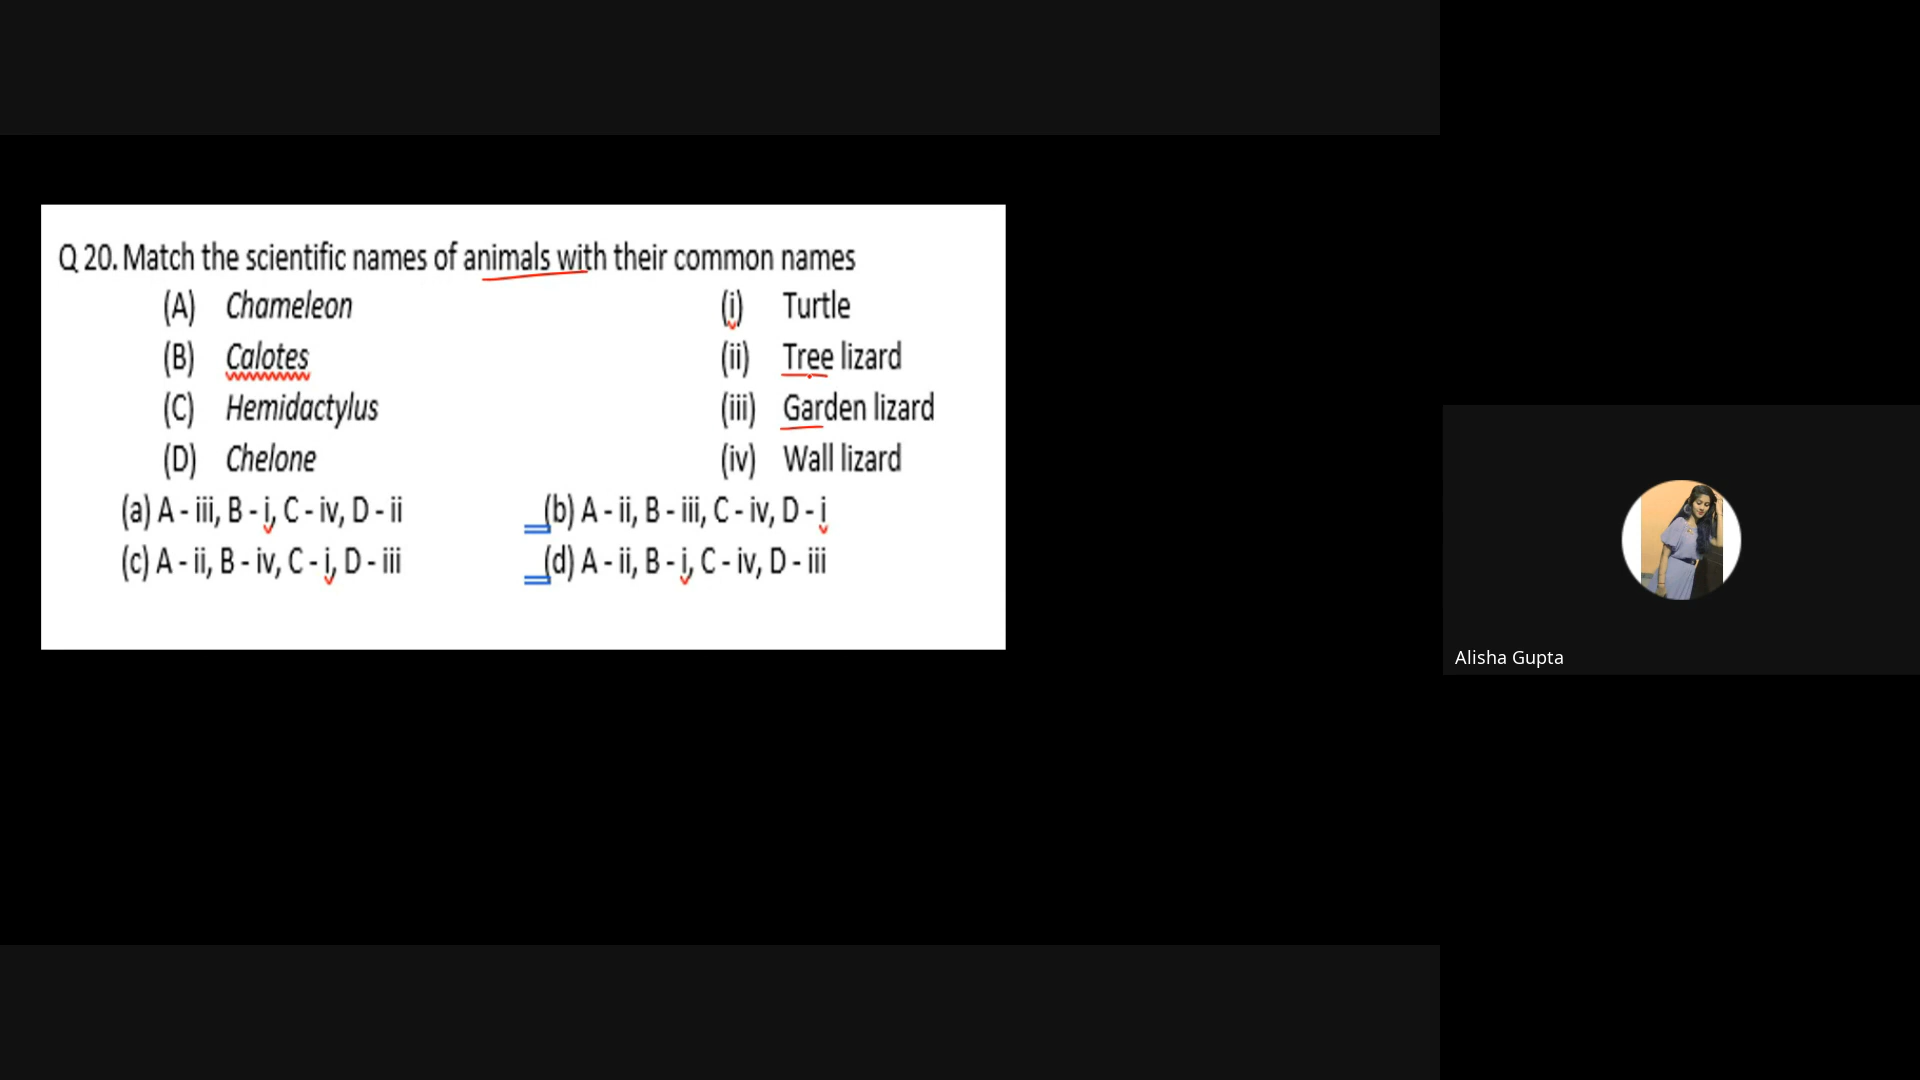 Q 20. Match the scientific names of animals with their common names
(A) Chameleon (i) Turtle
(B) Calotes (ii) Tree lizard
(C) Hemidactylus (iii) Garden lizard
(D) Chelone (iv) Wall lizard
(a) A - iii, B - i, C - iv, D - ii (b) A - ii, B - iii, C - iv, D - i
(c) A - ii, B - iv, C - i, D - iii (d) A - ii, B - i, C - iv, D - iii
Alisha Gupta